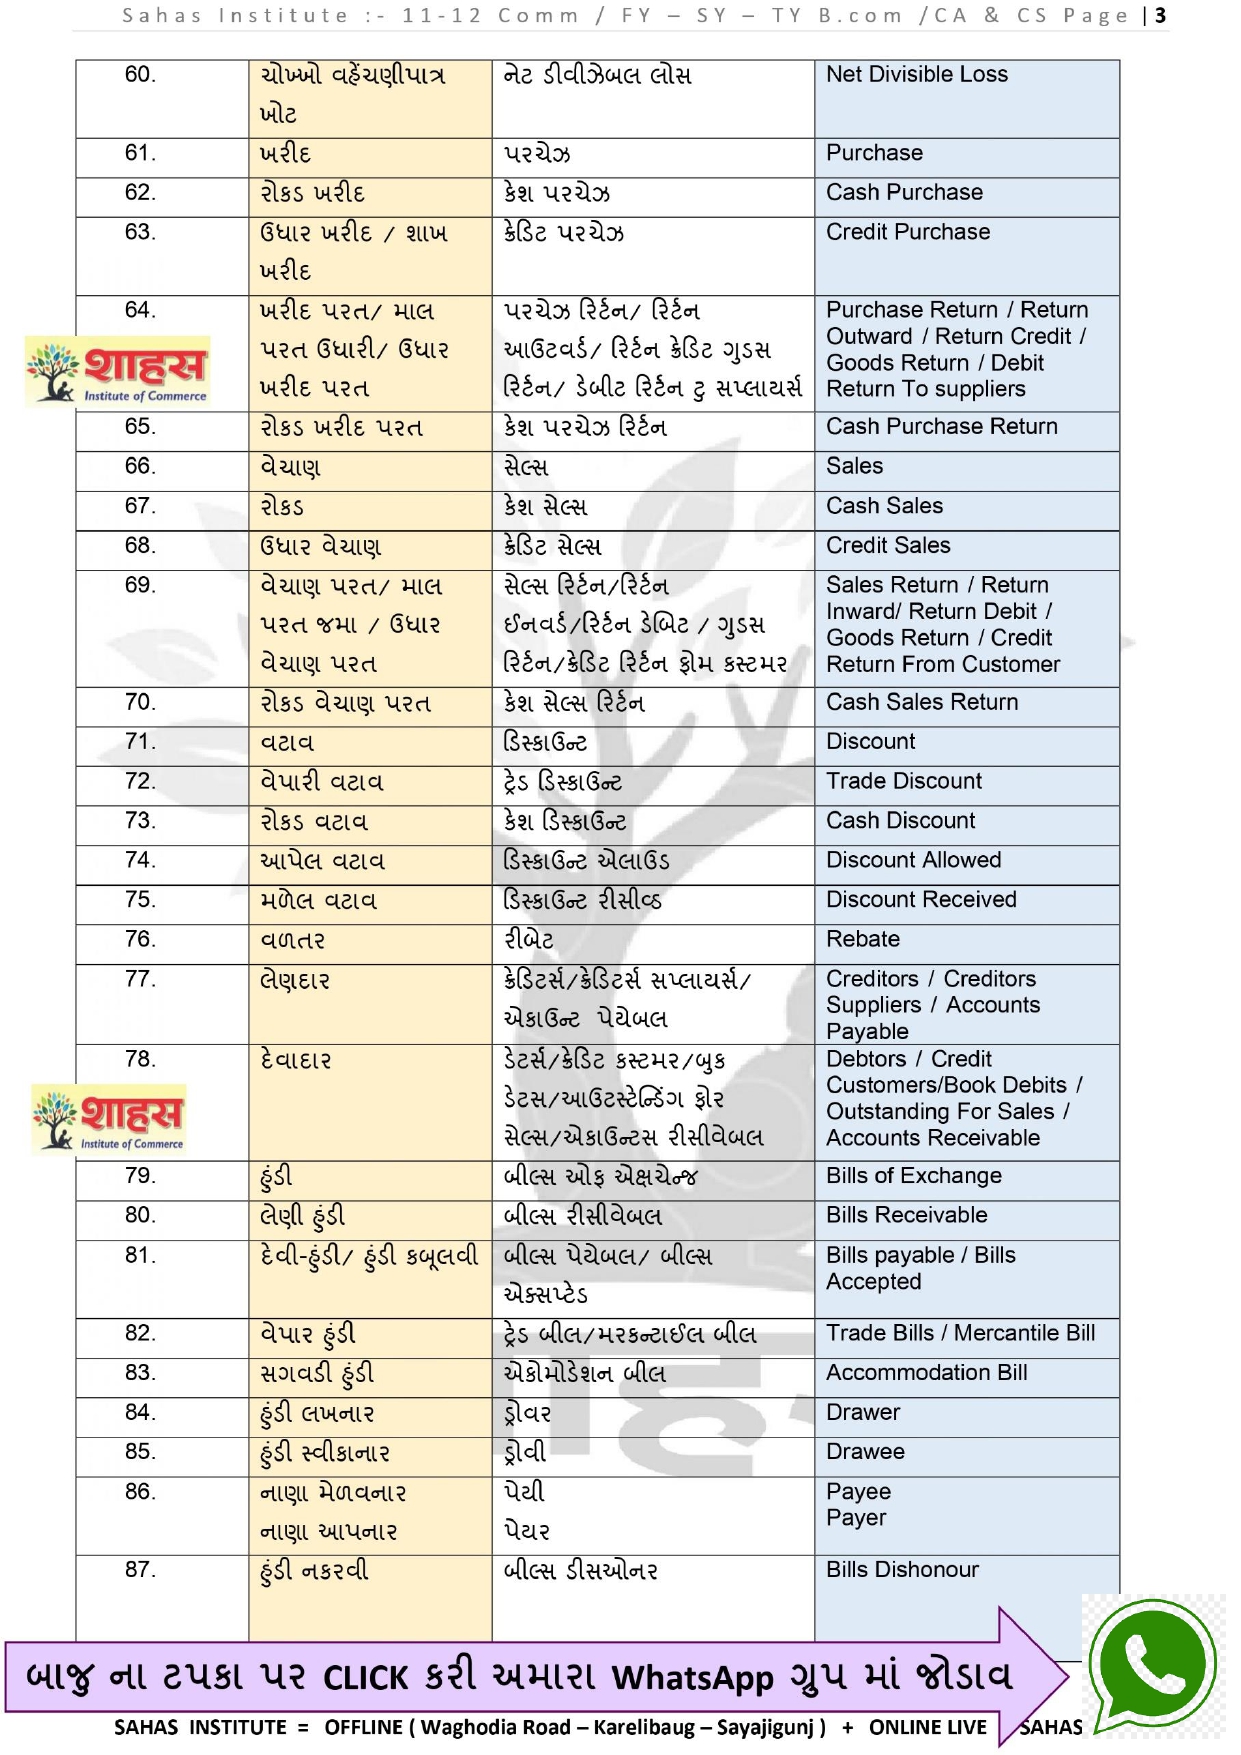 Sahas Institute :- 11-12 Comm / FY – SY – TY B.com /CA & CS Page | 3
60. ચોખ્ખો વહેંચણીપાત્ર નેટ ડીવીઝેબલ લોસ Net Divisible Loss
ખોટ
61. ખરીદ પરચેઝ Purchase
62. રોકડ ખરીદ કેશ પરચેઝ Cash Purchase
63. ઉધાર ખરીદ / શાખ ક્રેડિટ પરચેઝ Credit Purchase
ખરીદ
64. ખરીદ પરત/ માલ પરચેઝ રિર્ટન/ રિર્ટન Purchase Return / Return
પરત ઉધારી/ ઉધાર આઉટવર્ડ/ રિર્ટન ક્રેડિટ ગુડસ Outward / Return Credit /
Goods Return / Debit
ખરીદ પરત રિર્ટન/ ડેબીટ રિર્ટન ટુ સપ્લાયર્સ Return To suppliers
शाहस
Institute of Commerce
65. રોકડ ખરીદ પરત કેશ પરચેઝ રિર્ટન Cash Purchase Return
66. વેચાણ સેલ્સ Sales
67. રોકડ કેશ સેલ્સ Cash Sales
68. ઉધાર વેચાણ ક્રેડિટ સેલ્સ Credit Sales
69. વેચાણ પરત/ માલ સેલ્સ રિર્ટન/રિર્ટન Sales Return / Return
પરત જમા / ઉધાર ઈનવર્ડ/રિર્ટન ડેબિટ / ગુડસ Inward/ Return Debit /
Goods Return / Credit
વેચાણ પરત રિર્ટન/ક્રેડિટ રિર્ટન ફ્રોમ કસ્ટમર Return From Customer
70. રોકડ વેચાણ પરત કેશ સેલ્સ રિર્ટન Cash Sales Return
71. વટાવ ડિસ્કાઉન્ટ Discount
72. વેપારી વટાવ ટ્રેડ ડિસ્કાઉન્ટ Trade Discount
73. રોકડ વટાવ કેશ ડિસ્કાઉન્ટ Cash Discount
74. આપેલ વટાવ ડિસ્કાઉન્ટ એલાઉડ Discount Allowed
75. મળેલ વટાવ ડિસ્કાઉન્ટ રીસીવ્ડ Discount Received
76. વળતર રીબેટ Rebate
77. લેણદાર ક્રેડિટર્સ/ક્રેડિટર્સ સપ્લાયર્સ/ Creditors / Creditors
Suppliers / Accounts
એકાઉન્ટ પેયેબલ Payable
78. દેવાદાર ડેટર્સ/ક્રેડિટ કસ્ટમર/બુક Debtors / Credit
ડેટસ/આઉટસ્ટેન્ડિંગ ફોર Customers/Book Debits /
Outstanding For Sales /
સેલ્સ/એકાઉન્ટસ રીસીવેબલ Accounts Receivable
शाहस
Institute of Commerce
79. હુંડી બીલ્સ ઓફ એક્ષચેન્જ Bills of Exchange
80. લેણી હુંડી બીલ્સ રીસીવેબલ Bills Receivable
81. દેવી-હુંડી/ હુંડી કબૂલવી બીલ્સ પેયેબલ/ બીલ્સ Bills payable / Bills
એક્સપ્ટેડ Accepted
82. વેપાર હુંડી ટ્રેડ બીલ/મરકન્ટાઈલ બીલ Trade Bills / Mercantile Bill
83. સગવડી હુંડી એકોમોડેશન બીલ Accommodation Bill
84. હુંડી લખનાર ડ્રોવર Drawer
85. હુંડી સ્વીકાનાર ડ્રોવી Drawee
86. નાણા મેળવનાર પેયી Payee
નાણા આપનાર પેયર Payer
87. હુંડી નકરવી બીલ્સ ડીસઓનર Bills Dishonour
બાજુ ના ટપકા પર CLICK કરી અમારા WhatsApp ગ્રુપ માં જોડાવ
SAHAS INSTITUTE = OFFLINE ( Waghodia Road – Karelibaug – Sayajigunj ) + ONLINE LIVE SAHAS